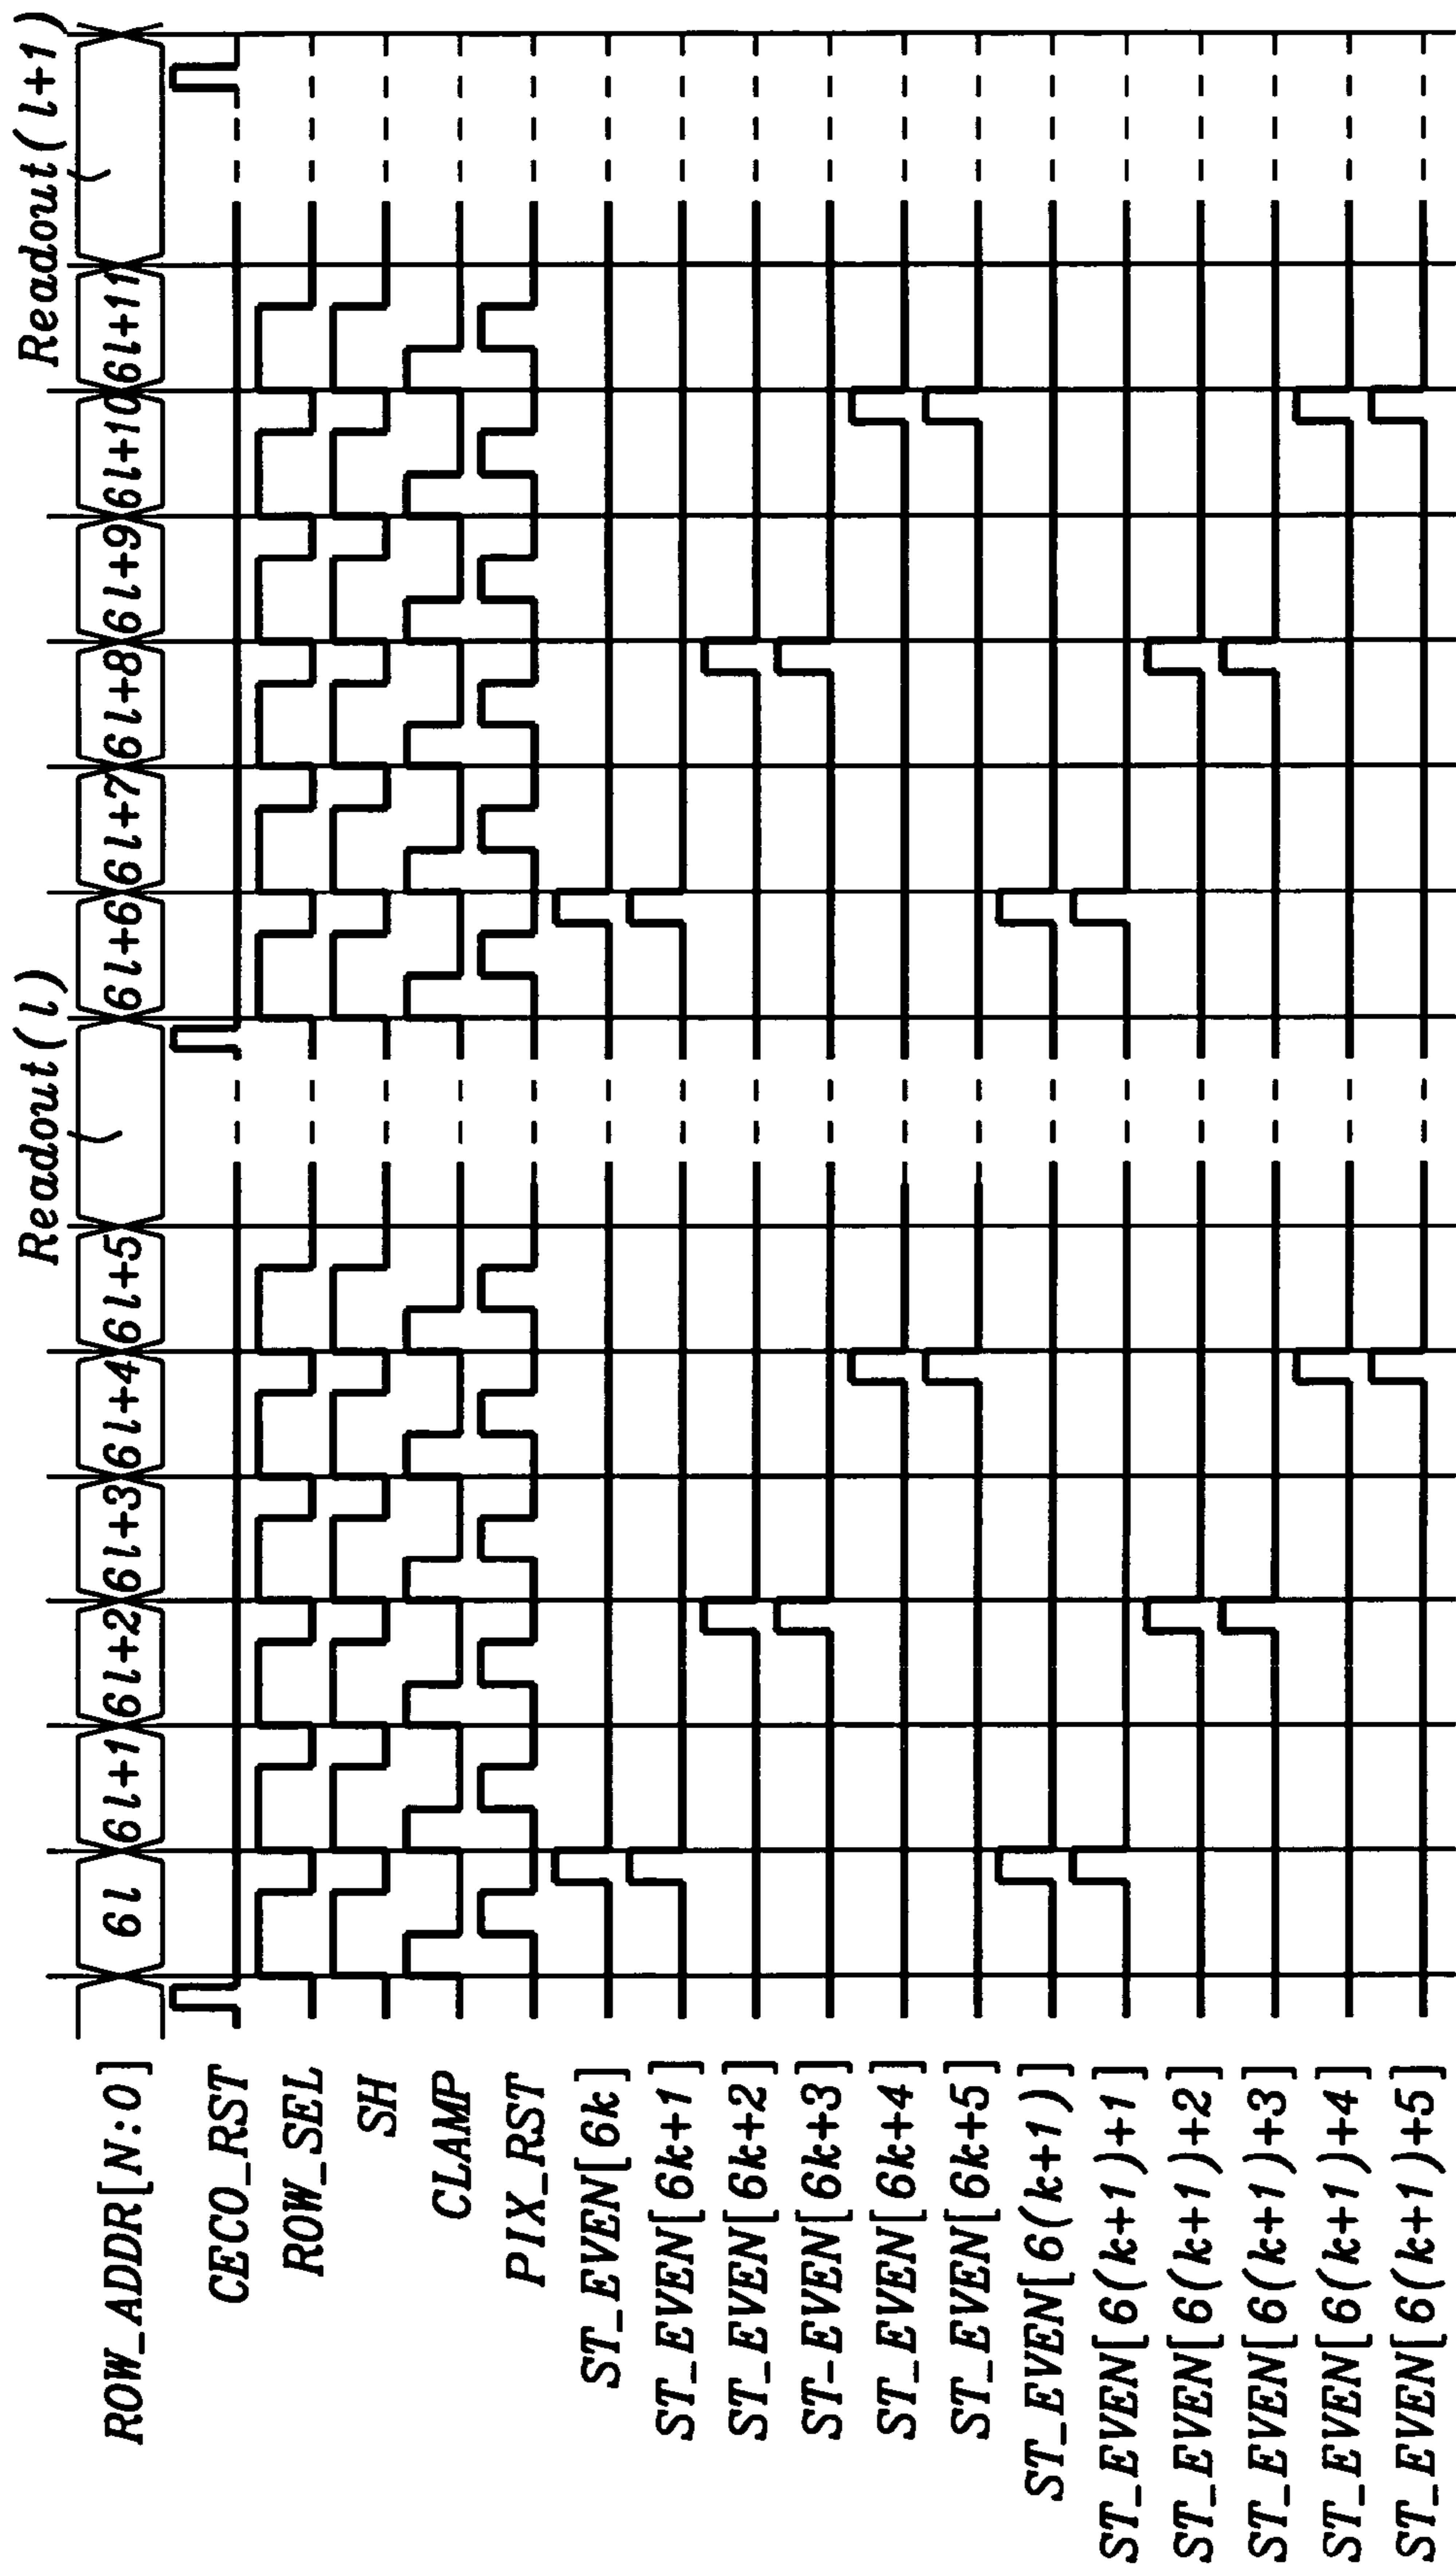 Readout(l)
Readout(l+1)
ROW_ADDR[N:0]
6l
6l+1
6l+2
6l+3
6l+4
6l+5
6l+6
6l+7
6l+8
6l+9
6l+10
6l+11
CECO_RST
ROW_SEL
SH
CLAMP
PIX_RST
ST_EVEN[6k]
ST_EVEN[6k+1]
ST_EVEN[6k+2]
ST-EVEN[6k+3]
ST_EVEN[6k+4]
ST_EVEN[6k+5]
ST_EVEN[6(k+1)]
ST_EVEN[6(k+1)+1]
ST_EVEN[6(k+1)+2]
ST_EVEN[6(k+1)+3]
ST_EVEN[6(k+1)+4]
ST_EVEN[6(k+1)+5]